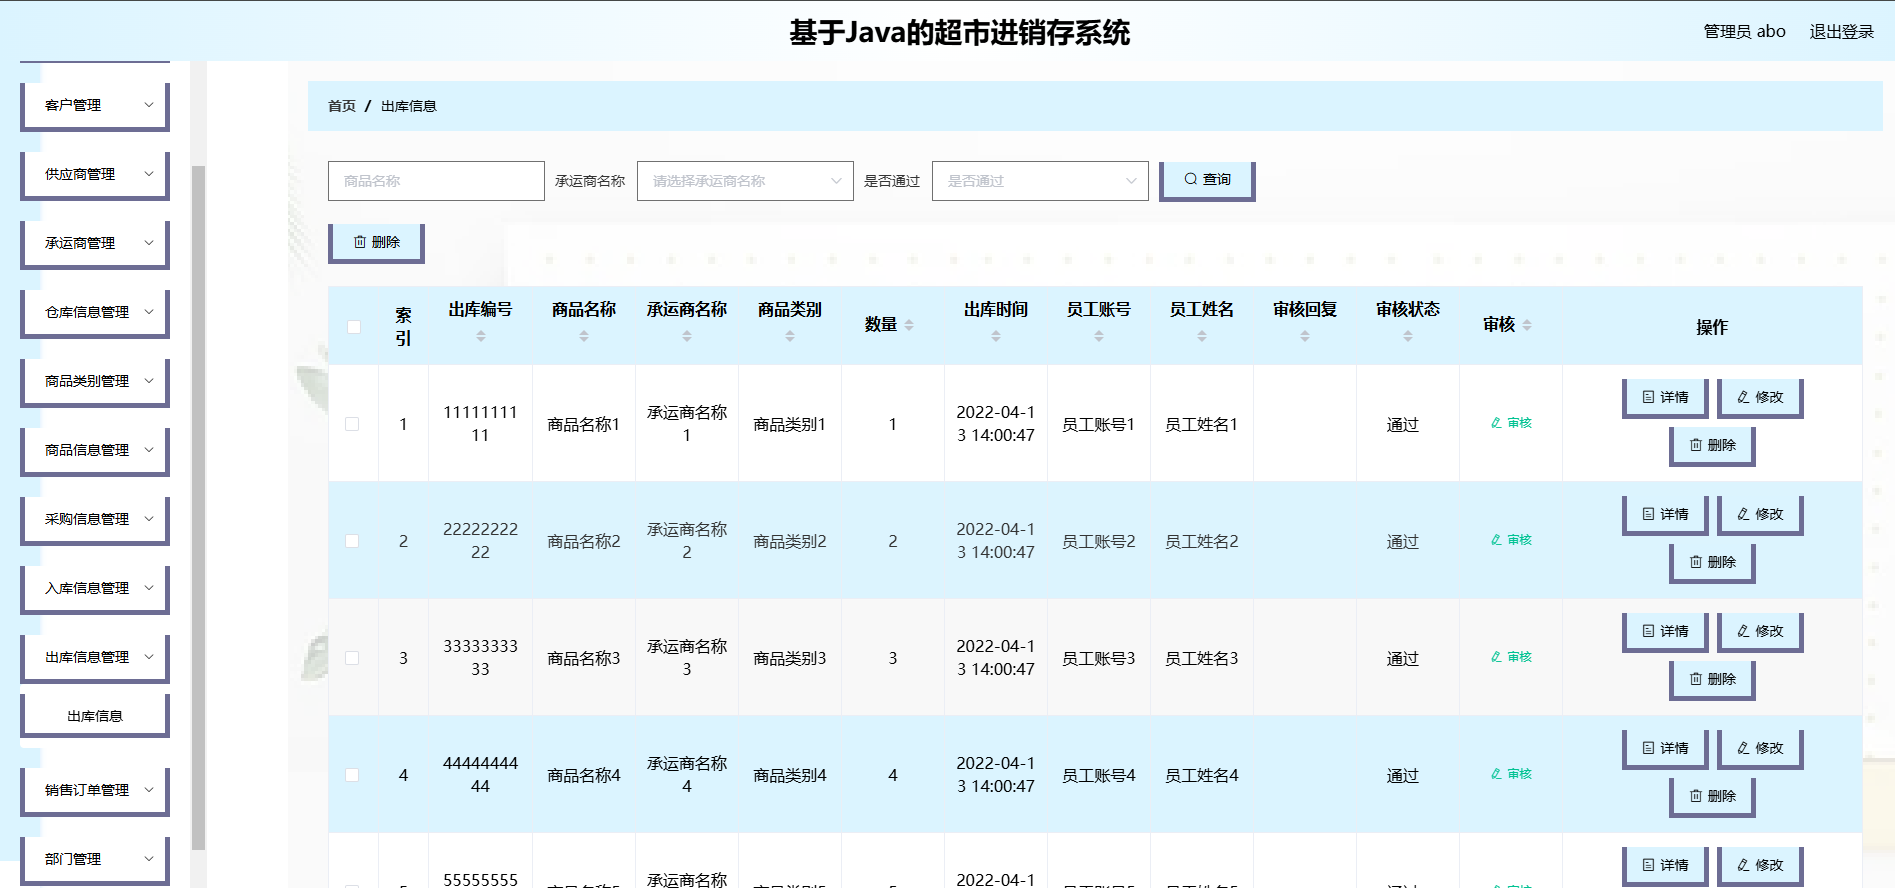 基于Java的超市进销存系统
管理员 abo
退出登录
客户管理
供应商管理
承运商管理
仓库信息管理
商品类别管理
商品信息管理
采购信息管理
入库信息管理
出库信息管理
出库信息
销售订单管理
部门管理
首页 / 出库信息
商品名称
承运商名称
请选择承运商名称
是否通过
是否通过
查询
删除
索
引
出库编号
商品名称
承运商名称
商品类别
数量
出库时间
员工账号
员工姓名
审核回复
审核状态
审核
操作
1
11111111
11
商品名称1
承运商名称
1
商品类别1
1
2022-04-1
3 14:00:47
员工账号1
员工姓名1
通过
审核
详情
修改
删除
2
22222222
22
商品名称2
承运商名称
2
商品类别2
2
2022-04-1
3 14:00:47
员工账号2
员工姓名2
通过
审核
详情
修改
删除
3
33333333
33
商品名称3
承运商名称
3
商品类别3
3
2022-04-1
3 14:00:47
员工账号3
员工姓名3
通过
审核
详情
修改
删除
4
44444444
44
商品名称4
承运商名称
4
商品类别4
4
2022-04-1
3 14:00:47
员工账号4
员工姓名4
通过
审核
详情
修改
删除
55555555
承运商名称
2022-04-1
详情
修改